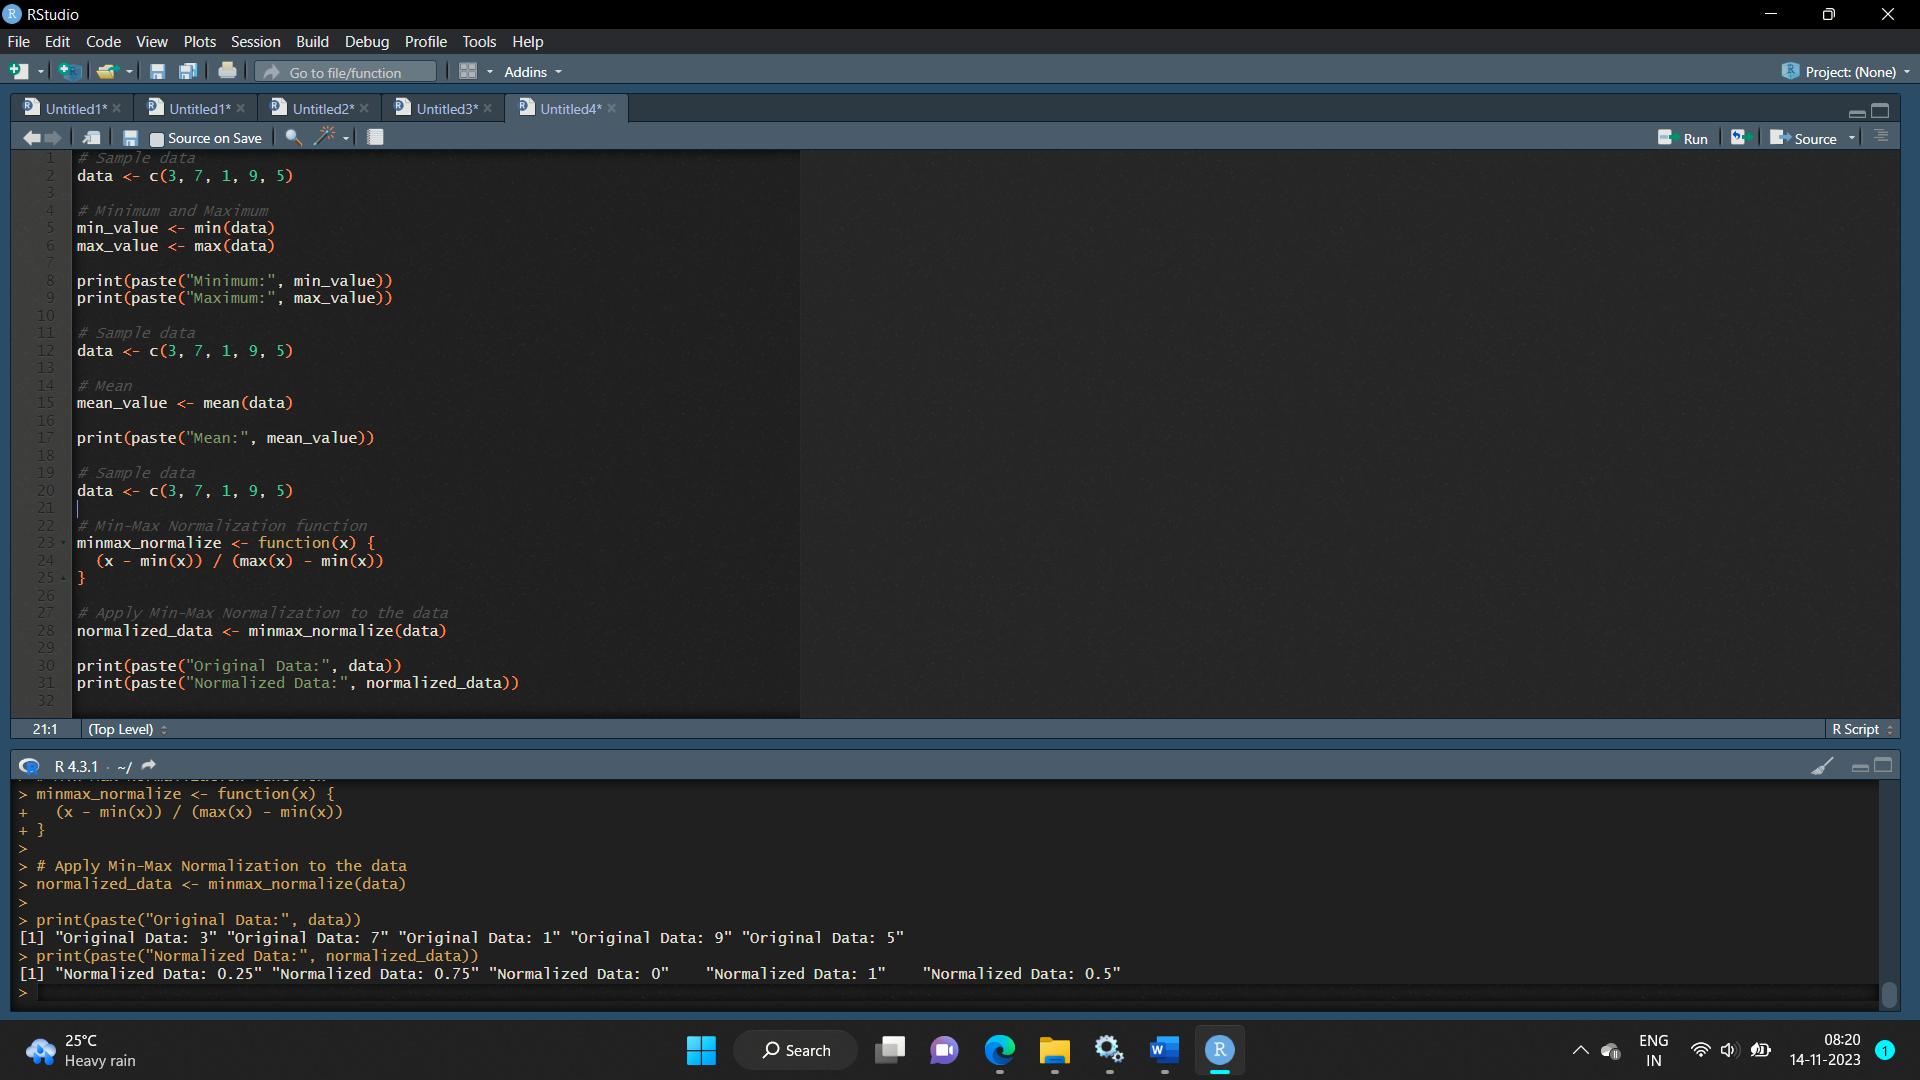 RStudio
File Edit Code View Plots Session Build Debug Profile Tools Help
Go to file/function Addins Project: (None)
Untitled1* Untitled1* Untitled2* Untitled3* Untitled4*
Source on Save Run Source
1 # Sample data
2 data <- c(3, 7, 1, 9, 5)
3
4 # Minimum and Maximum
5 min_value <- min(data)
6 max_value <- max(data)
7
8 print(paste("Minimum:", min_value))
9 print(paste("Maximum:", max_value))
10
11 # Sample data
12 data <- c(3, 7, 1, 9, 5)
13
14 # Mean
15 mean_value <- mean(data)
16
17 print(paste("Mean:", mean_value))
18
19 # Sample data
20 data <- c(3, 7, 1, 9, 5)
21
22 # Min-Max Normalization function
23 minmax_normalize <- function(x) {
24 (x - min(x)) / (max(x) - min(x))
25 }
26
27 # Apply Min-Max Normalization to the data
28 normalized_data <- minmax_normalize(data)
29
30 print(paste("Original Data:", data))
31 print(paste("Normalized Data:", normalized_data))
32
21:1 (Top Level) R Script
R 4.3.1 · ~/
> minmax_normalize <- function(x) {
+ (x - min(x)) / (max(x) - min(x))
+ }
>
> # Apply Min-Max Normalization to the data
> normalized_data <- minmax_normalize(data)
>
> print(paste("Original Data:", data))
[1] "Original Data: 3" "Original Data: 7" "Original Data: 1" "Original Data: 9" "Original Data: 5"
> print(paste("Normalized Data:", normalized_data))
[1] "Normalized Data: 0.25" "Normalized Data: 0.75" "Normalized Data: 0" "Normalized Data: 1" "Normalized Data: 0.5"
>
25°C
Heavy rain
Search
ENG
IN
08:20
14-11-2023
1